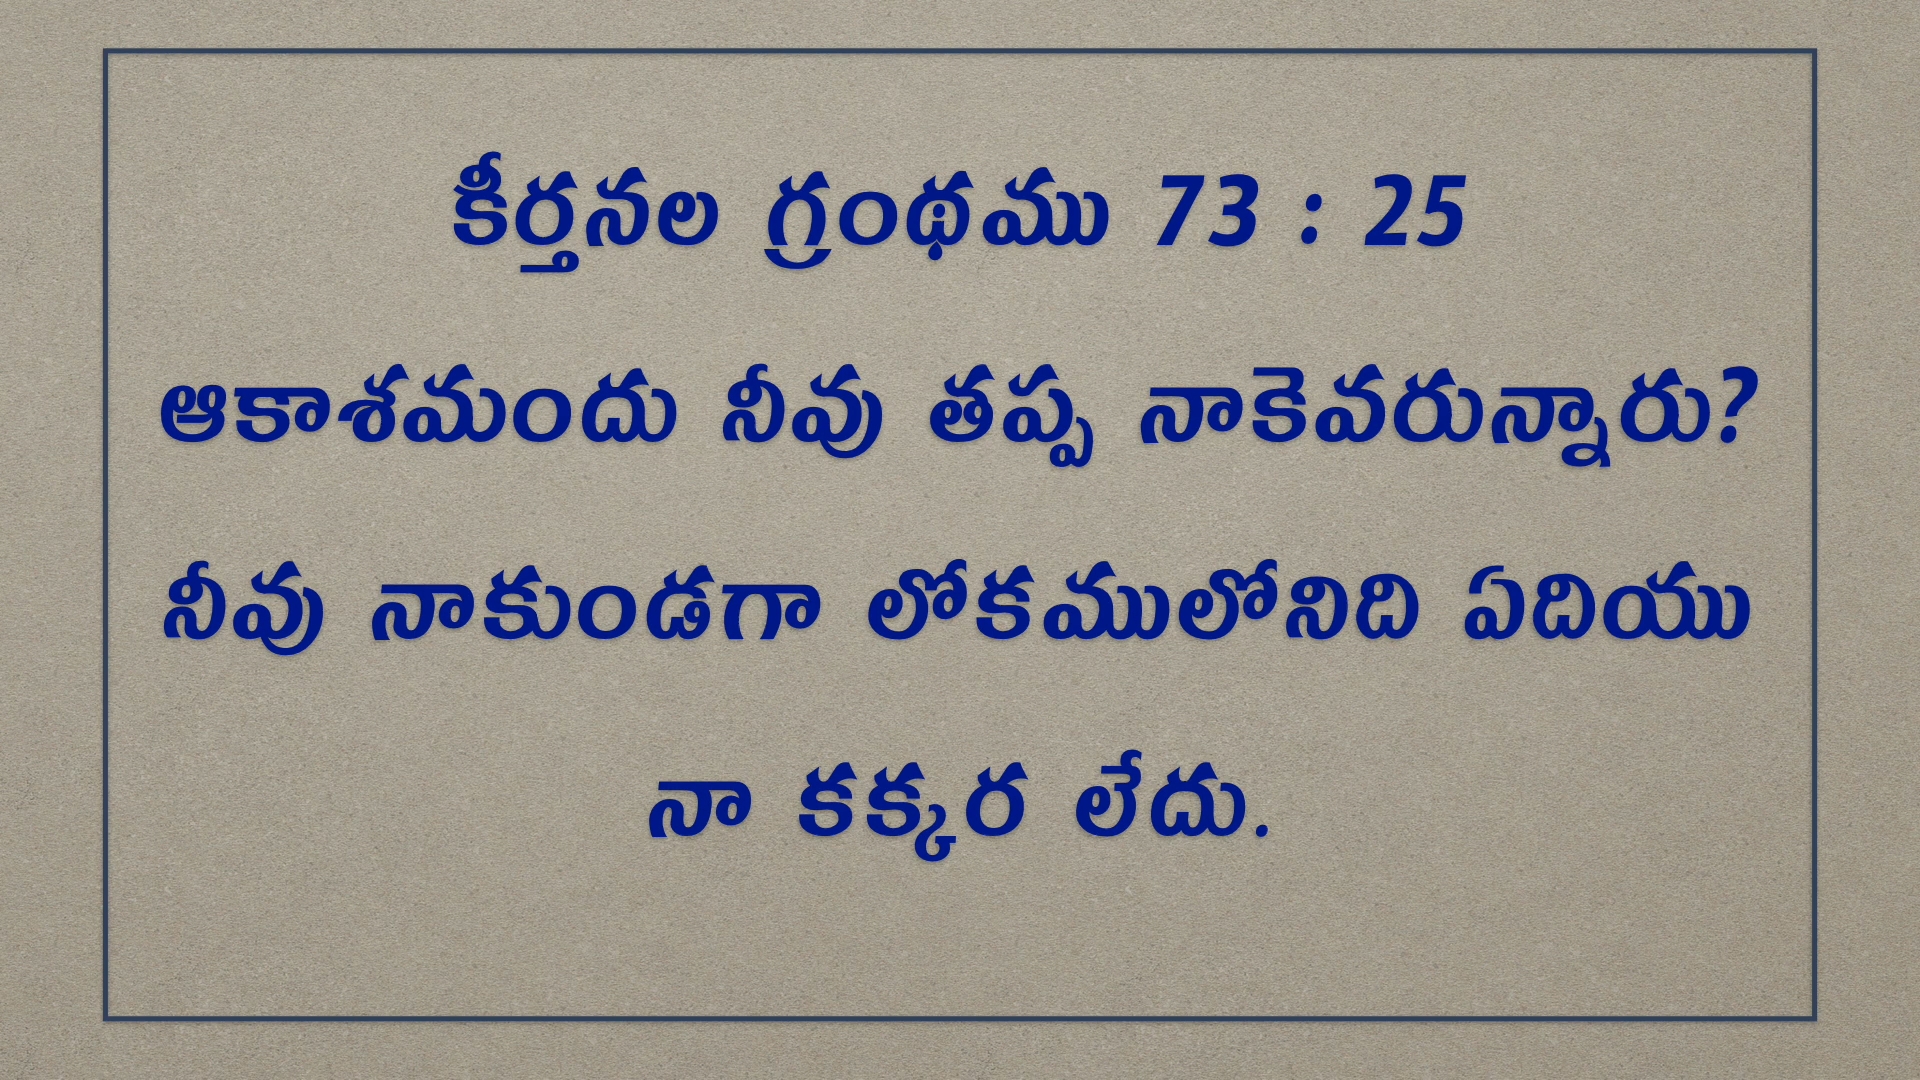 కీర్తనల గ్రంథము 73 : 25
ఆకాశమందు నీవు తప్ప నాకెవరున్నారు?
నీవు నాకుండగా లోకములోనిది ఏదియు
నా కక్కర లేదు.